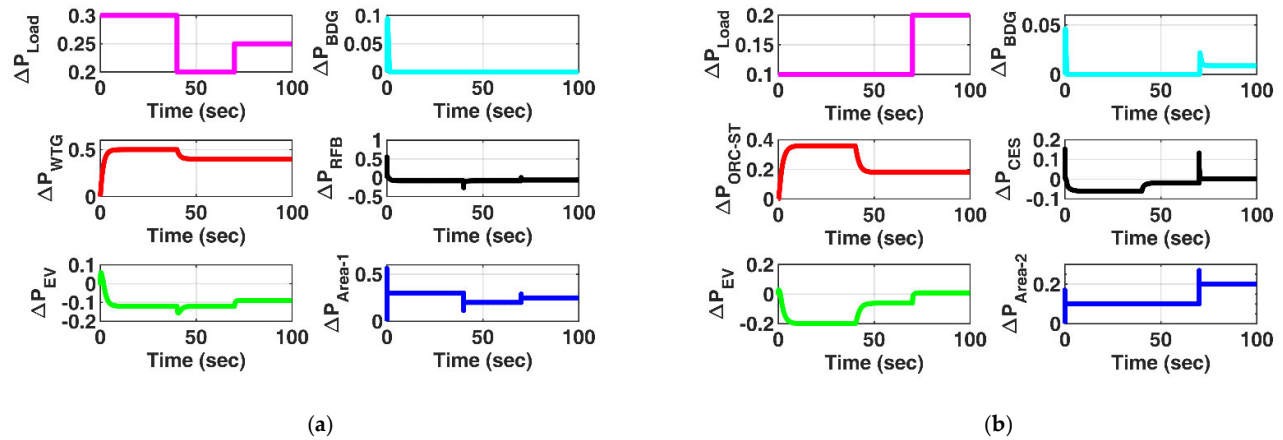 0.3
0.25
0.2
ΔP_Load
0 50 100
Time (sec)
0.1
0.05
0
ΔP_BDG
0 50 100
Time (sec)
0.5
0
ΔP_WTG
0 50 100
Time (sec)
1
0.5
0
-0.5
ΔP_RFB
0 50 100
Time (sec)
0.1
0
-0.1
-0.2
ΔP_EV
0 50 100
Time (sec)
0.5
0
ΔP_Area-1
0 50 100
Time (sec)
(a)
0.2
0.15
0.1
ΔP_Load
0 50 100
Time (sec)
0.05
0
ΔP_BDG
0 50 100
Time (sec)
0.4
0.2
0
ΔP_ORC-ST
0 50 100
Time (sec)
0.2
0.1
0
-0.1
ΔP_CES
0 50 100
Time (sec)
0.2
0
-0.2
ΔP_EV
0 50 100
Time (sec)
0.2
0
ΔP_Area-2
0 50 100
Time (sec)
(b)